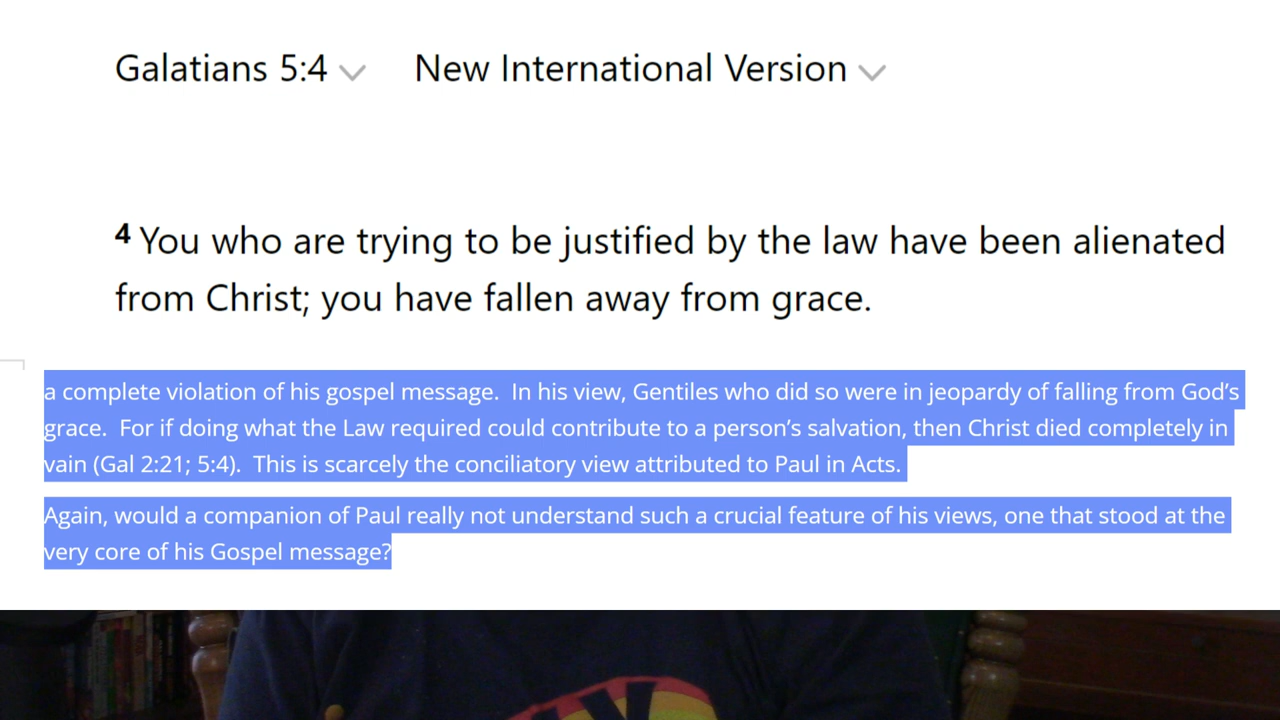 Galatians 5:4 New International Version
4 You who are trying to be justified by the law have been alienated
from Christ; you have fallen away from grace.
a complete violation of his gospel message.  In his view, Gentiles who did so were in jeopardy of falling from God’s
grace.  For if doing what the Law required could contribute to a person’s salvation, then Christ died completely in
vain (Gal 2:21; 5:4).  This is scarcely the conciliatory view attributed to Paul in Acts.
Again, would a companion of Paul really not understand such a crucial feature of his views, one that stood at the
very core of his Gospel message?